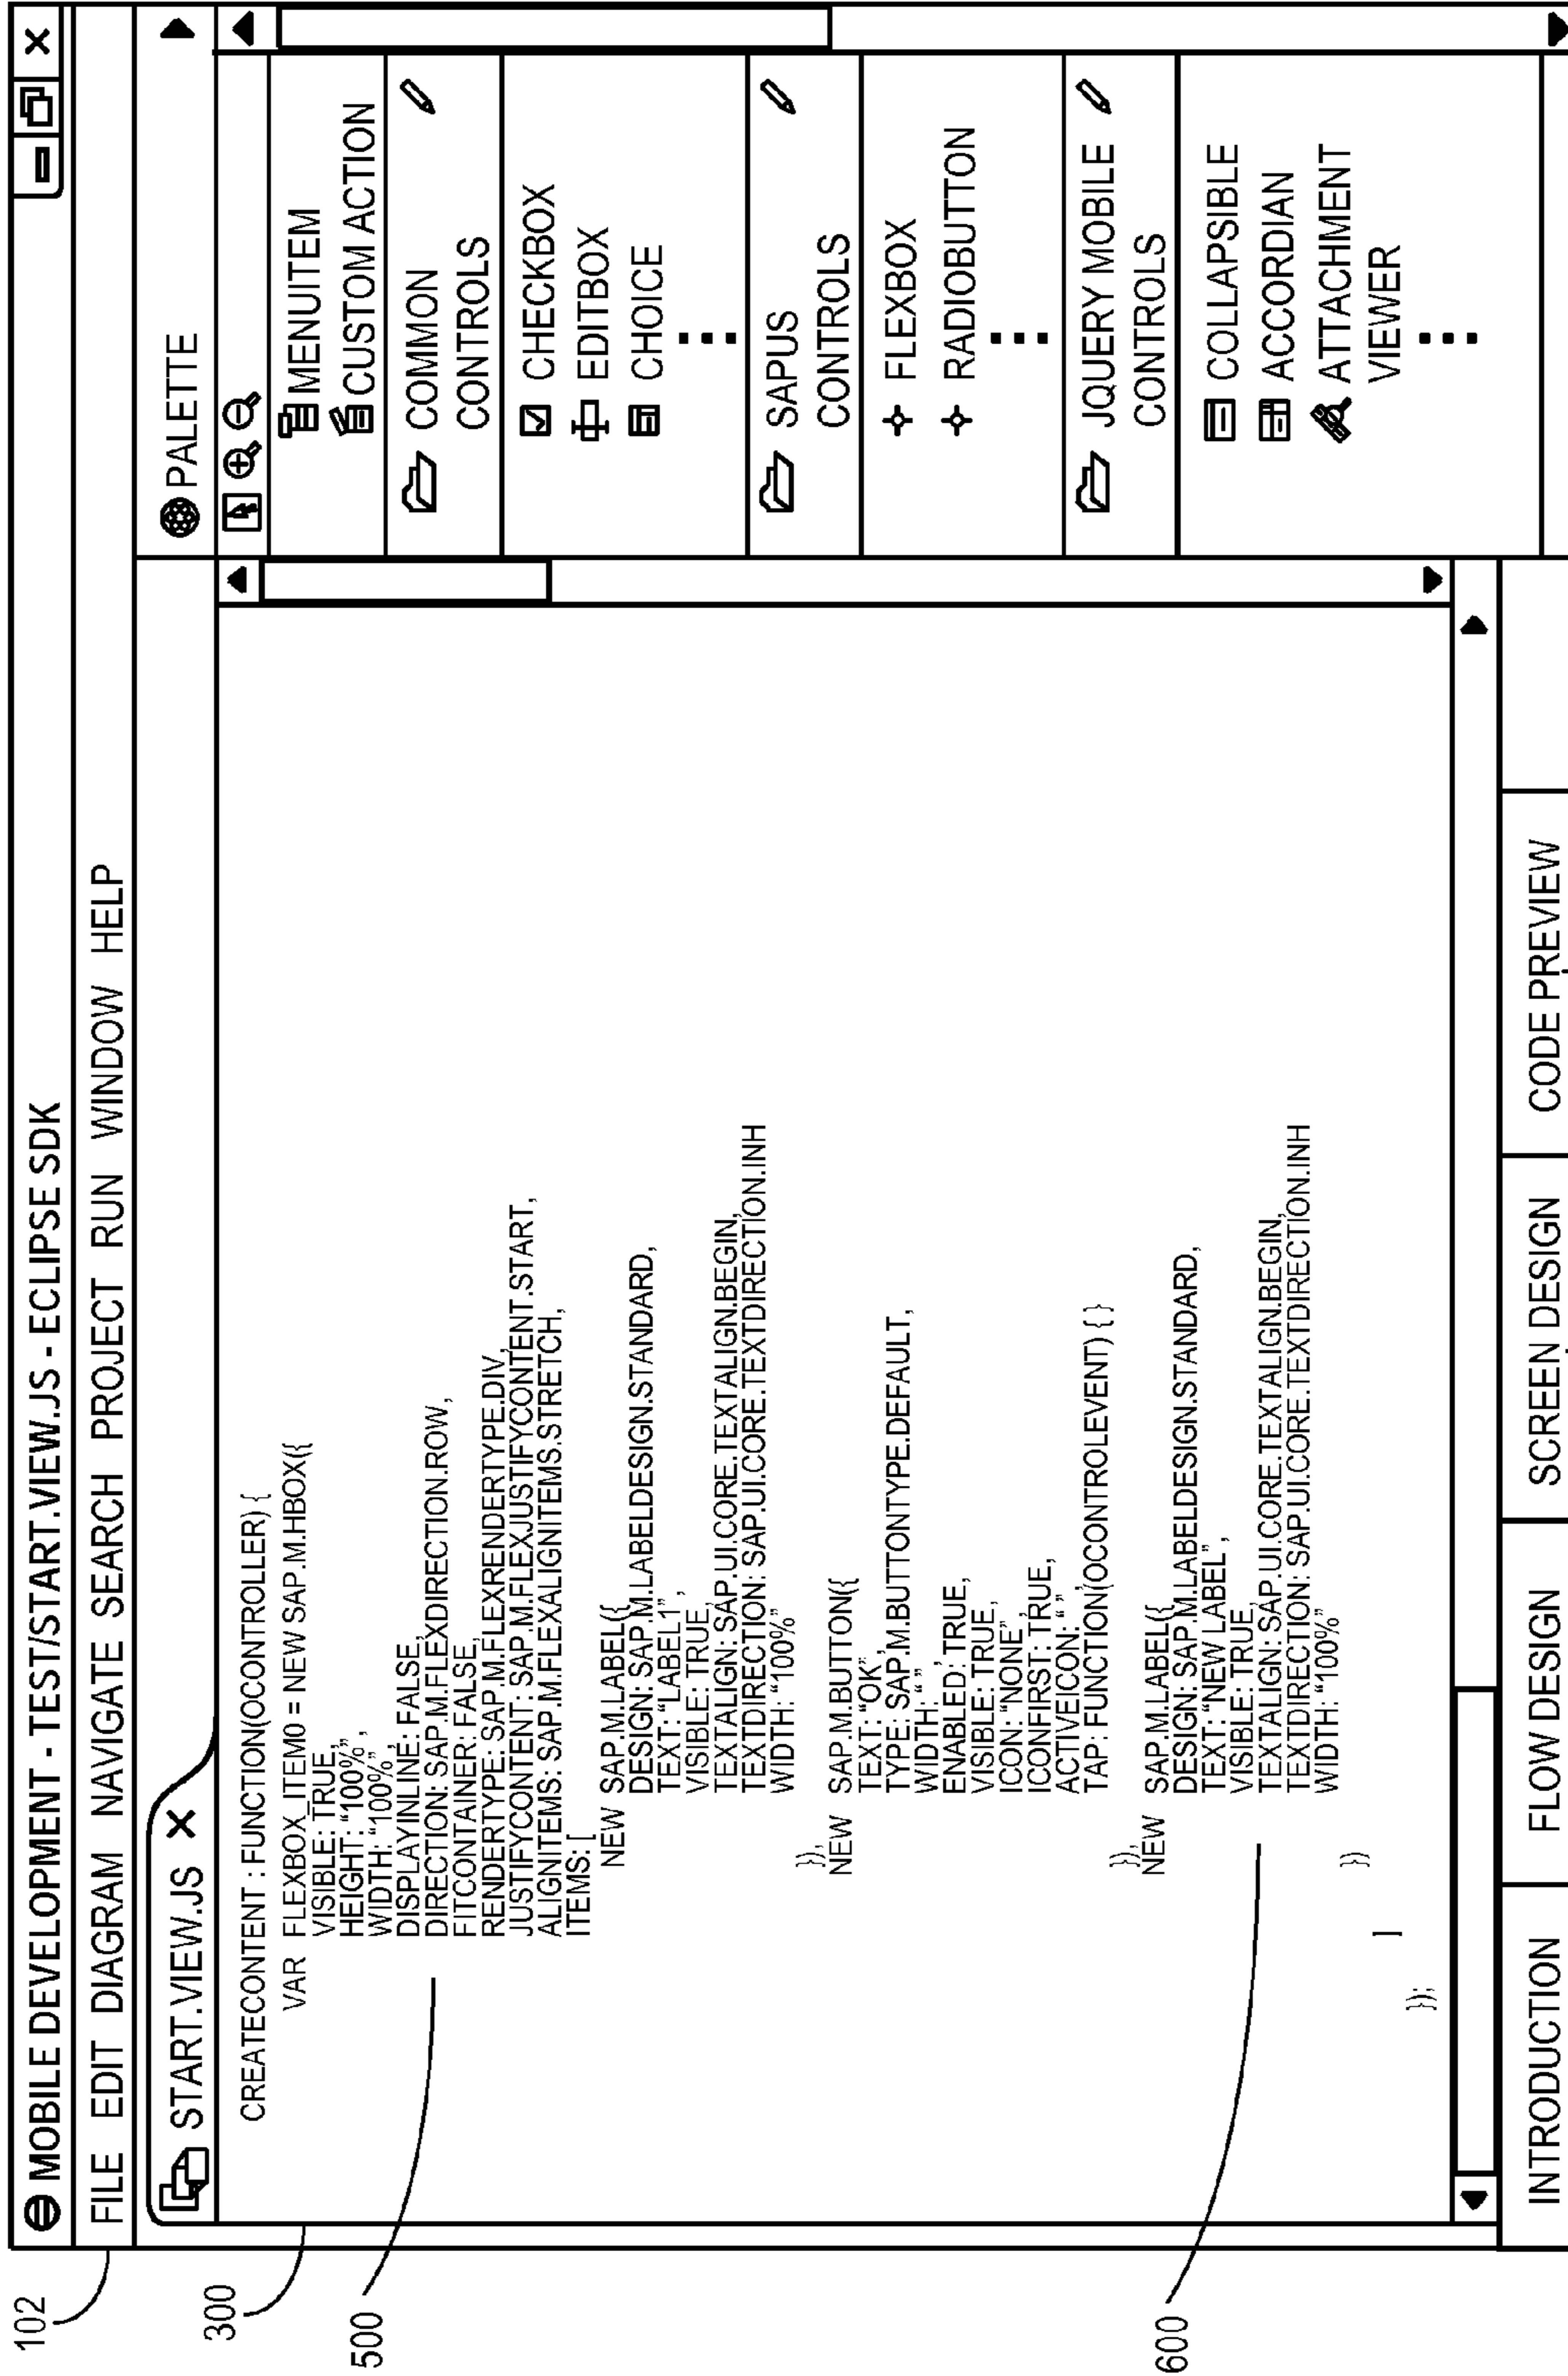 MOBILE DEVELOPMENT - TEST/START.VIEW.JS - ECLIPSE SDK
FILE EDIT DIAGRAM NAVIGATE SEARCH PROJECT RUN WINDOW HELP
START.VIEW.JS X
CREATECONTENT : FUNCTION(OCONTROLLER) {
VAR FLEXBOX_ITEM0 = NEW SAP.M.HBOX({
VISIBLE: TRUE,
HEIGHT: "100%",
WIDTH: "100%",
DISPLAYINLINE: FALSE,
DIRECTION: SAP.M.FLEXDIRECTION.ROW,
FITCONTAINER: FALSE,
RENDERTYPE: SAP.M.FLEXRENDERTYPE.DIV,
JUSTIFYCONTENT: SAP.M.FLEXJUSTIFYCONTENT.START,
ALIGNITEMS: SAP.M.FLEXALIGNITEMS.STRETCH,
ITEMS: [
NEW SAP.M.LABEL({
DESIGN: SAP.M.LABELDESIGN.STANDARD,
TEXT: "LABEL1",
VISIBLE: TRUE,
TEXTALIGN: SAP.UI.CORE.TEXTALIGN.BEGIN,
TEXTDIRECTION: SAP.UI.CORE.TEXTDIRECTION.INH
WIDTH: "100%"
}),
NEW SAP.M.BUTTON({
TEXT: "OK",
TYPE: SAP.M.BUTTONTYPE.DEFAULT,
WIDTH: " ",
ENABLED: TRUE,
VISIBLE: TRUE,
ICON: "NONE",
ICONFIRST: TRUE,
ACTIVEICON: " ",
TAP: FUNCTION(OCONTROLEVENT) { }
}),
NEW SAP.M.LABEL({
DESIGN: SAP.M.LABELDESIGN.STANDARD,
TEXT: "NEW LABEL",
VISIBLE: TRUE,
TEXTALIGN: SAP.UI.CORE.TEXTALIGN.BEGIN,
TEXTDIRECTION: SAP.UI.CORE.TEXTDIRECTION.INH
WIDTH: "100%"
})
]
});
PALETTE
MENUITEM
CUSTOM ACTION
COMMON
CONTROLS
CHECKBOX
EDITBOX
CHOICE
SAPUS
CONTROLS
FLEXBOX
RADIOBUTTON
JQUERY MOBILE
CONTROLS
COLLAPSIBLE
ACCORDIAN
ATTACHMENT
VIEWER
INTRODUCTION
FLOW DESIGN
SCREEN DESIGN
CODE PREVIEW
102
300
500
600